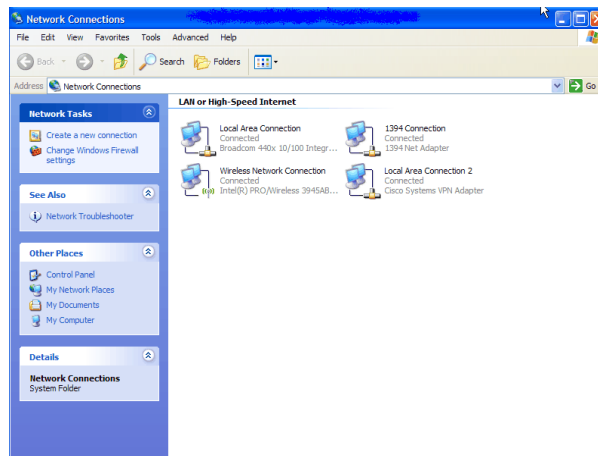 Network Connections
File Edit View Favorites Tools Advanced Help
Back Search Folders
Address Network Connections Go
Network Tasks
Create a new connection
Change Windows Firewall
settings
See Also
Network Troubleshooter
Other Places
Control Panel
My Network Places
My Documents
My Computer
Details
Network Connections
System Folder
LAN or High-Speed Internet
Local Area Connection
Connected
Broadcom 440x 10/100 Integr...
1394 Connection
Connected
1394 Net Adapter
Wireless Network Connection
Connected
Intel(R) PRO/Wireless 3945AB...
Local Area Connection 2
Connected
Cisco Systems VPN Adapter